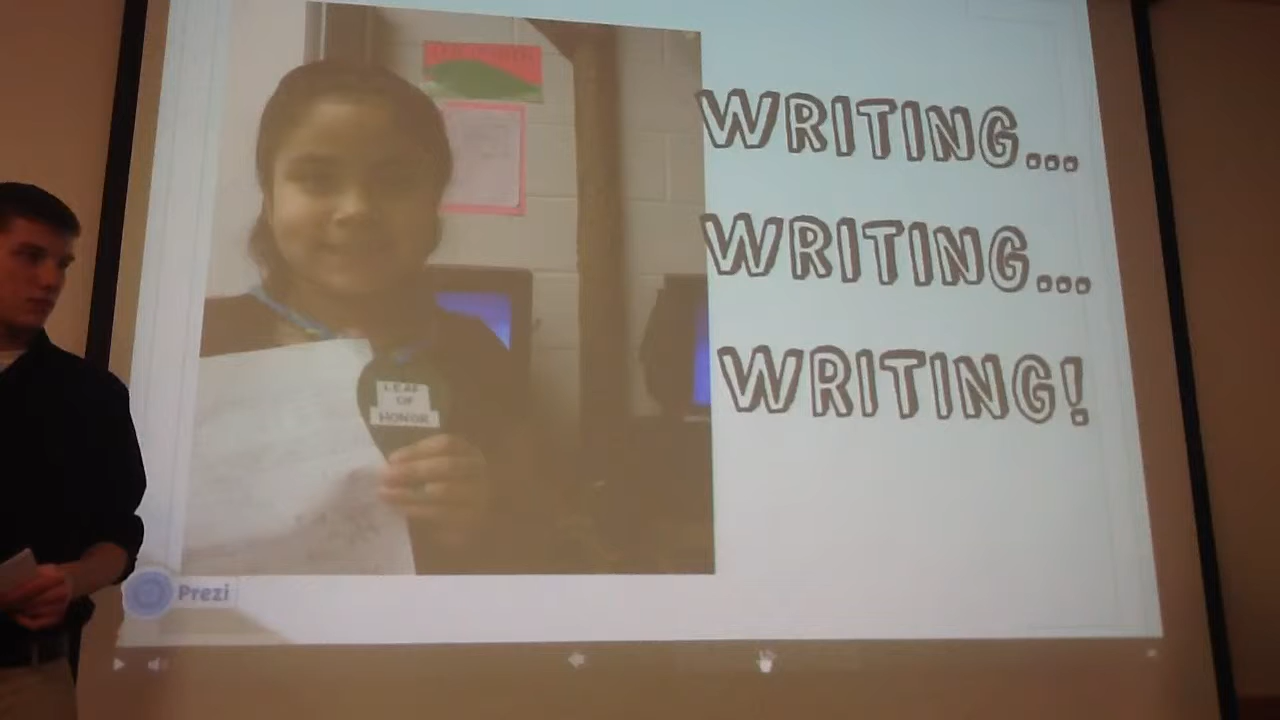 WRITING...
WRITING...
WRITING!
LEAF
OF
HONOR
Prezi